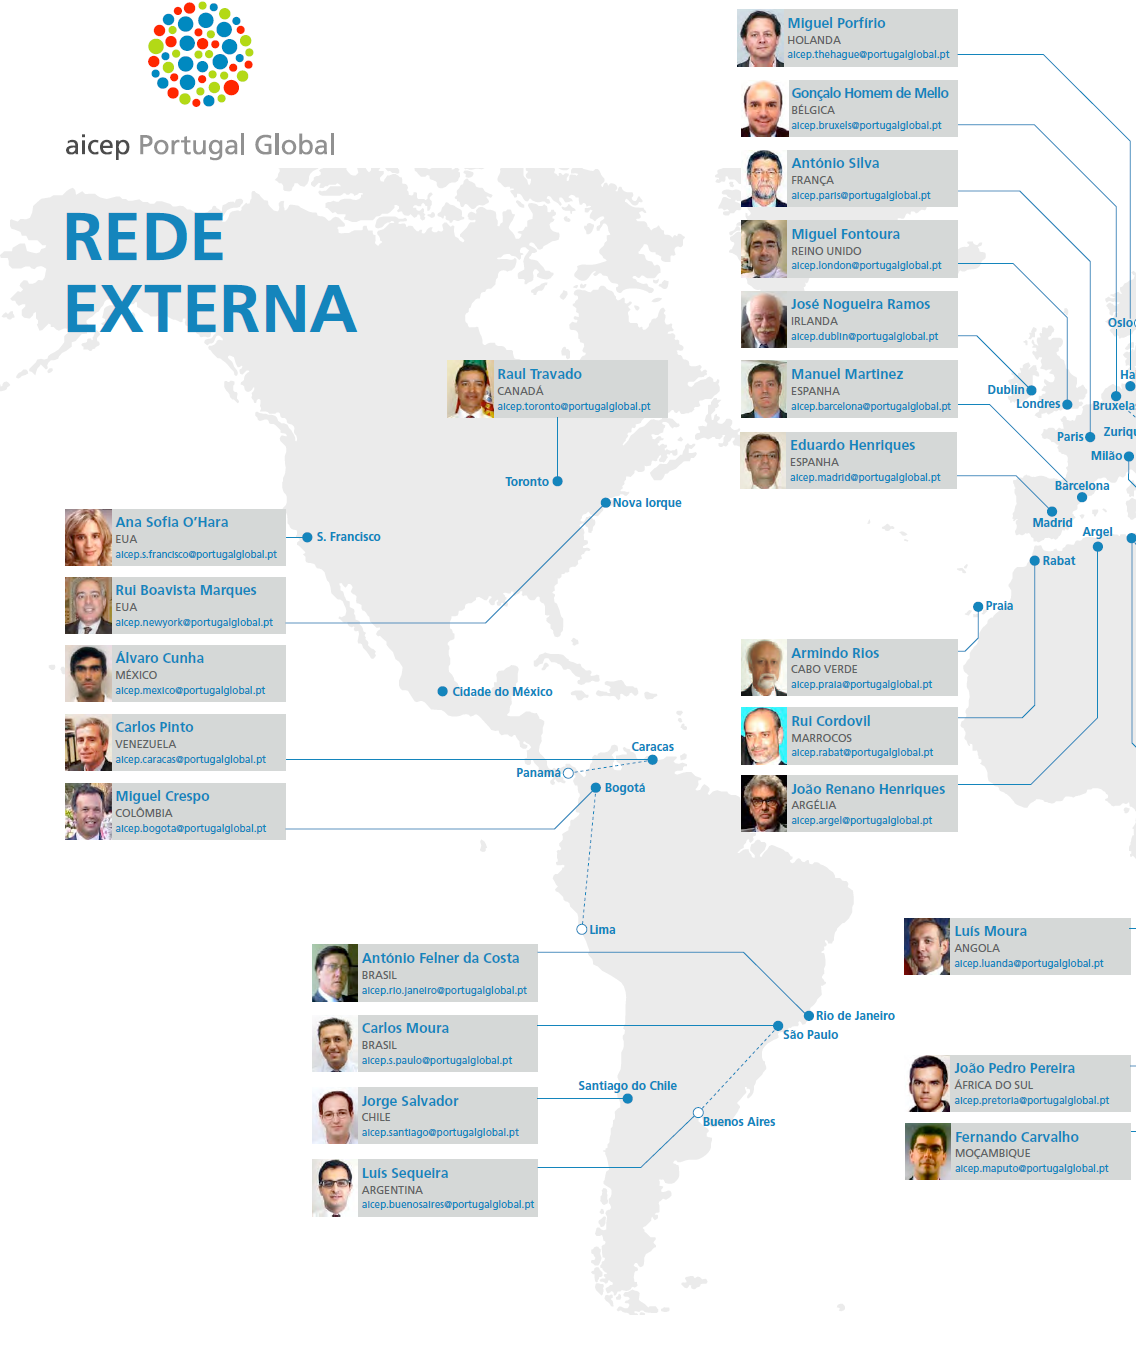 aicep Portugal Global
REDE
EXTERNA
Miguel Porfírio
HOLANDA
aicep.thehague@portugalglobal.pt
Gonçalo Homem de Mello
BÉLGICA
aicep.bruxels@portugalglobal.pt
António Silva
FRANÇA
aicep.paris@portugalglobal.pt
Miguel Fontoura
REINO UNIDO
aicep.london@portugalglobal.pt
José Nogueira Ramos
IRLANDA
aicep.dublin@portugalglobal.pt
Manuel Martinez
ESPANHA
aicep.barcelona@portugalglobal.pt
Eduardo Henriques
ESPANHA
aicep.madrid@portugalglobal.pt
Oslo
Ha
Dublin
Londres
Bruxelas
Paris
Zuriqu
Milão
Barcelona
Madrid
Argel
Rabat
Praia
Raul Travado
CANADÁ
aicep.toronto@portugalglobal.pt
Toronto
Nova Iorque
S. Francisco
Ana Sofia O’Hara
EUA
aicep.s.francisco@portugalglobal.pt
Rui Boavista Marques
EUA
aicep.newyork@portugalglobal.pt
Álvaro Cunha
MÉXICO
aicep.mexico@portugalglobal.pt
Cidade do México
Carlos Pinto
VENEZUELA
aicep.caracas@portugalglobal.pt
Caracas
Panamá
Miguel Crespo
COLÔMBIA
aicep.bogota@portugalglobal.pt
Bogotá
Lima
Armindo Rios
CABO VERDE
aicep.praia@portugalglobal.pt
Rui Cordovil
MARROCOS
aicep.rabat@portugalglobal.pt
João Renano Henriques
ARGÉLIA
aicep.argel@portugalglobal.pt
António Felner da Costa
BRASIL
aicep.rio.janeiro@portugalglobal.pt
Rio de Janeiro
Carlos Moura
BRASIL
aicep.s.paulo@portugalglobal.pt
São Paulo
Jorge Salvador
CHILE
aicep.santiago@portugalglobal.pt
Santiago do Chile
Buenos Aires
Luís Sequeira
ARGENTINA
aicep.buenosaires@portugalglobal.pt
Luís Moura
ANGOLA
aicep.luanda@portugalglobal.pt
João Pedro Pereira
ÁFRICA DO SUL
aicep.pretoria@portugalglobal.pt
Fernando Carvalho
MOÇAMBIQUE
aicep.maputo@portugalglobal.pt